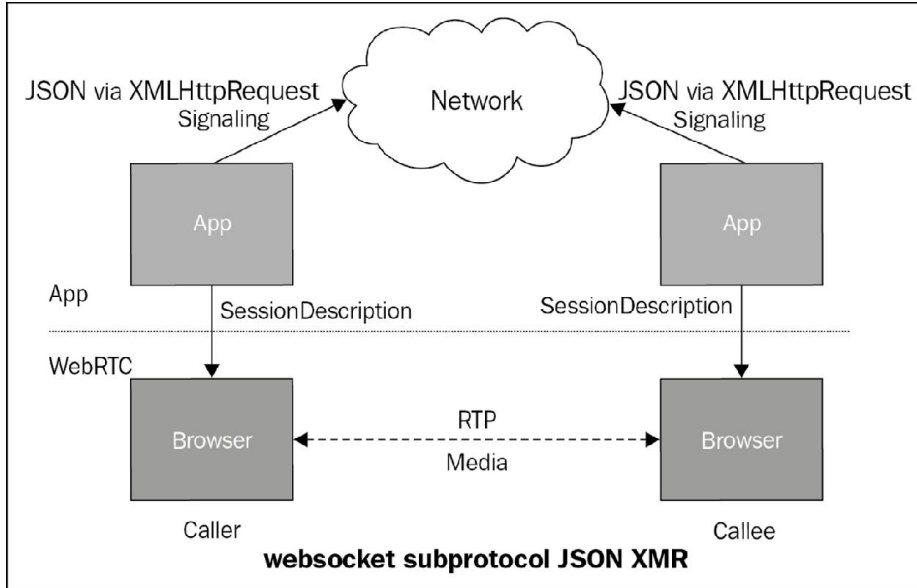 JSON via XMLHttpRequest
Signaling
Network
JSON via XMLHttpRequest
Signaling
App
App
App
SessionDescription
SessionDescription
WebRTC
Browser
RTP
Media
Browser
Caller
Callee
websocket subprotocol JSON XMR